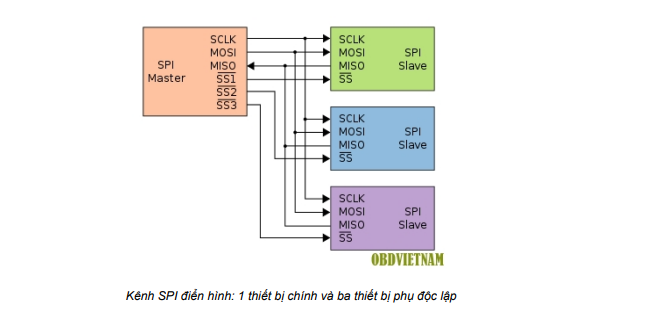 SPI
Master
SCLK
MOSI
MISO
SS1
SS2
SS3
SCLK
MOSI
MISO
SS
SPI
Slave
SCLK
MOSI
MISO
SS
SPI
Slave
SCLK
MOSI
MISO
SS
SPI
Slave
OBDVIETNAM
Kênh SPI điển hình: 1 thiết bị chính và ba thiết bị phụ độc lập